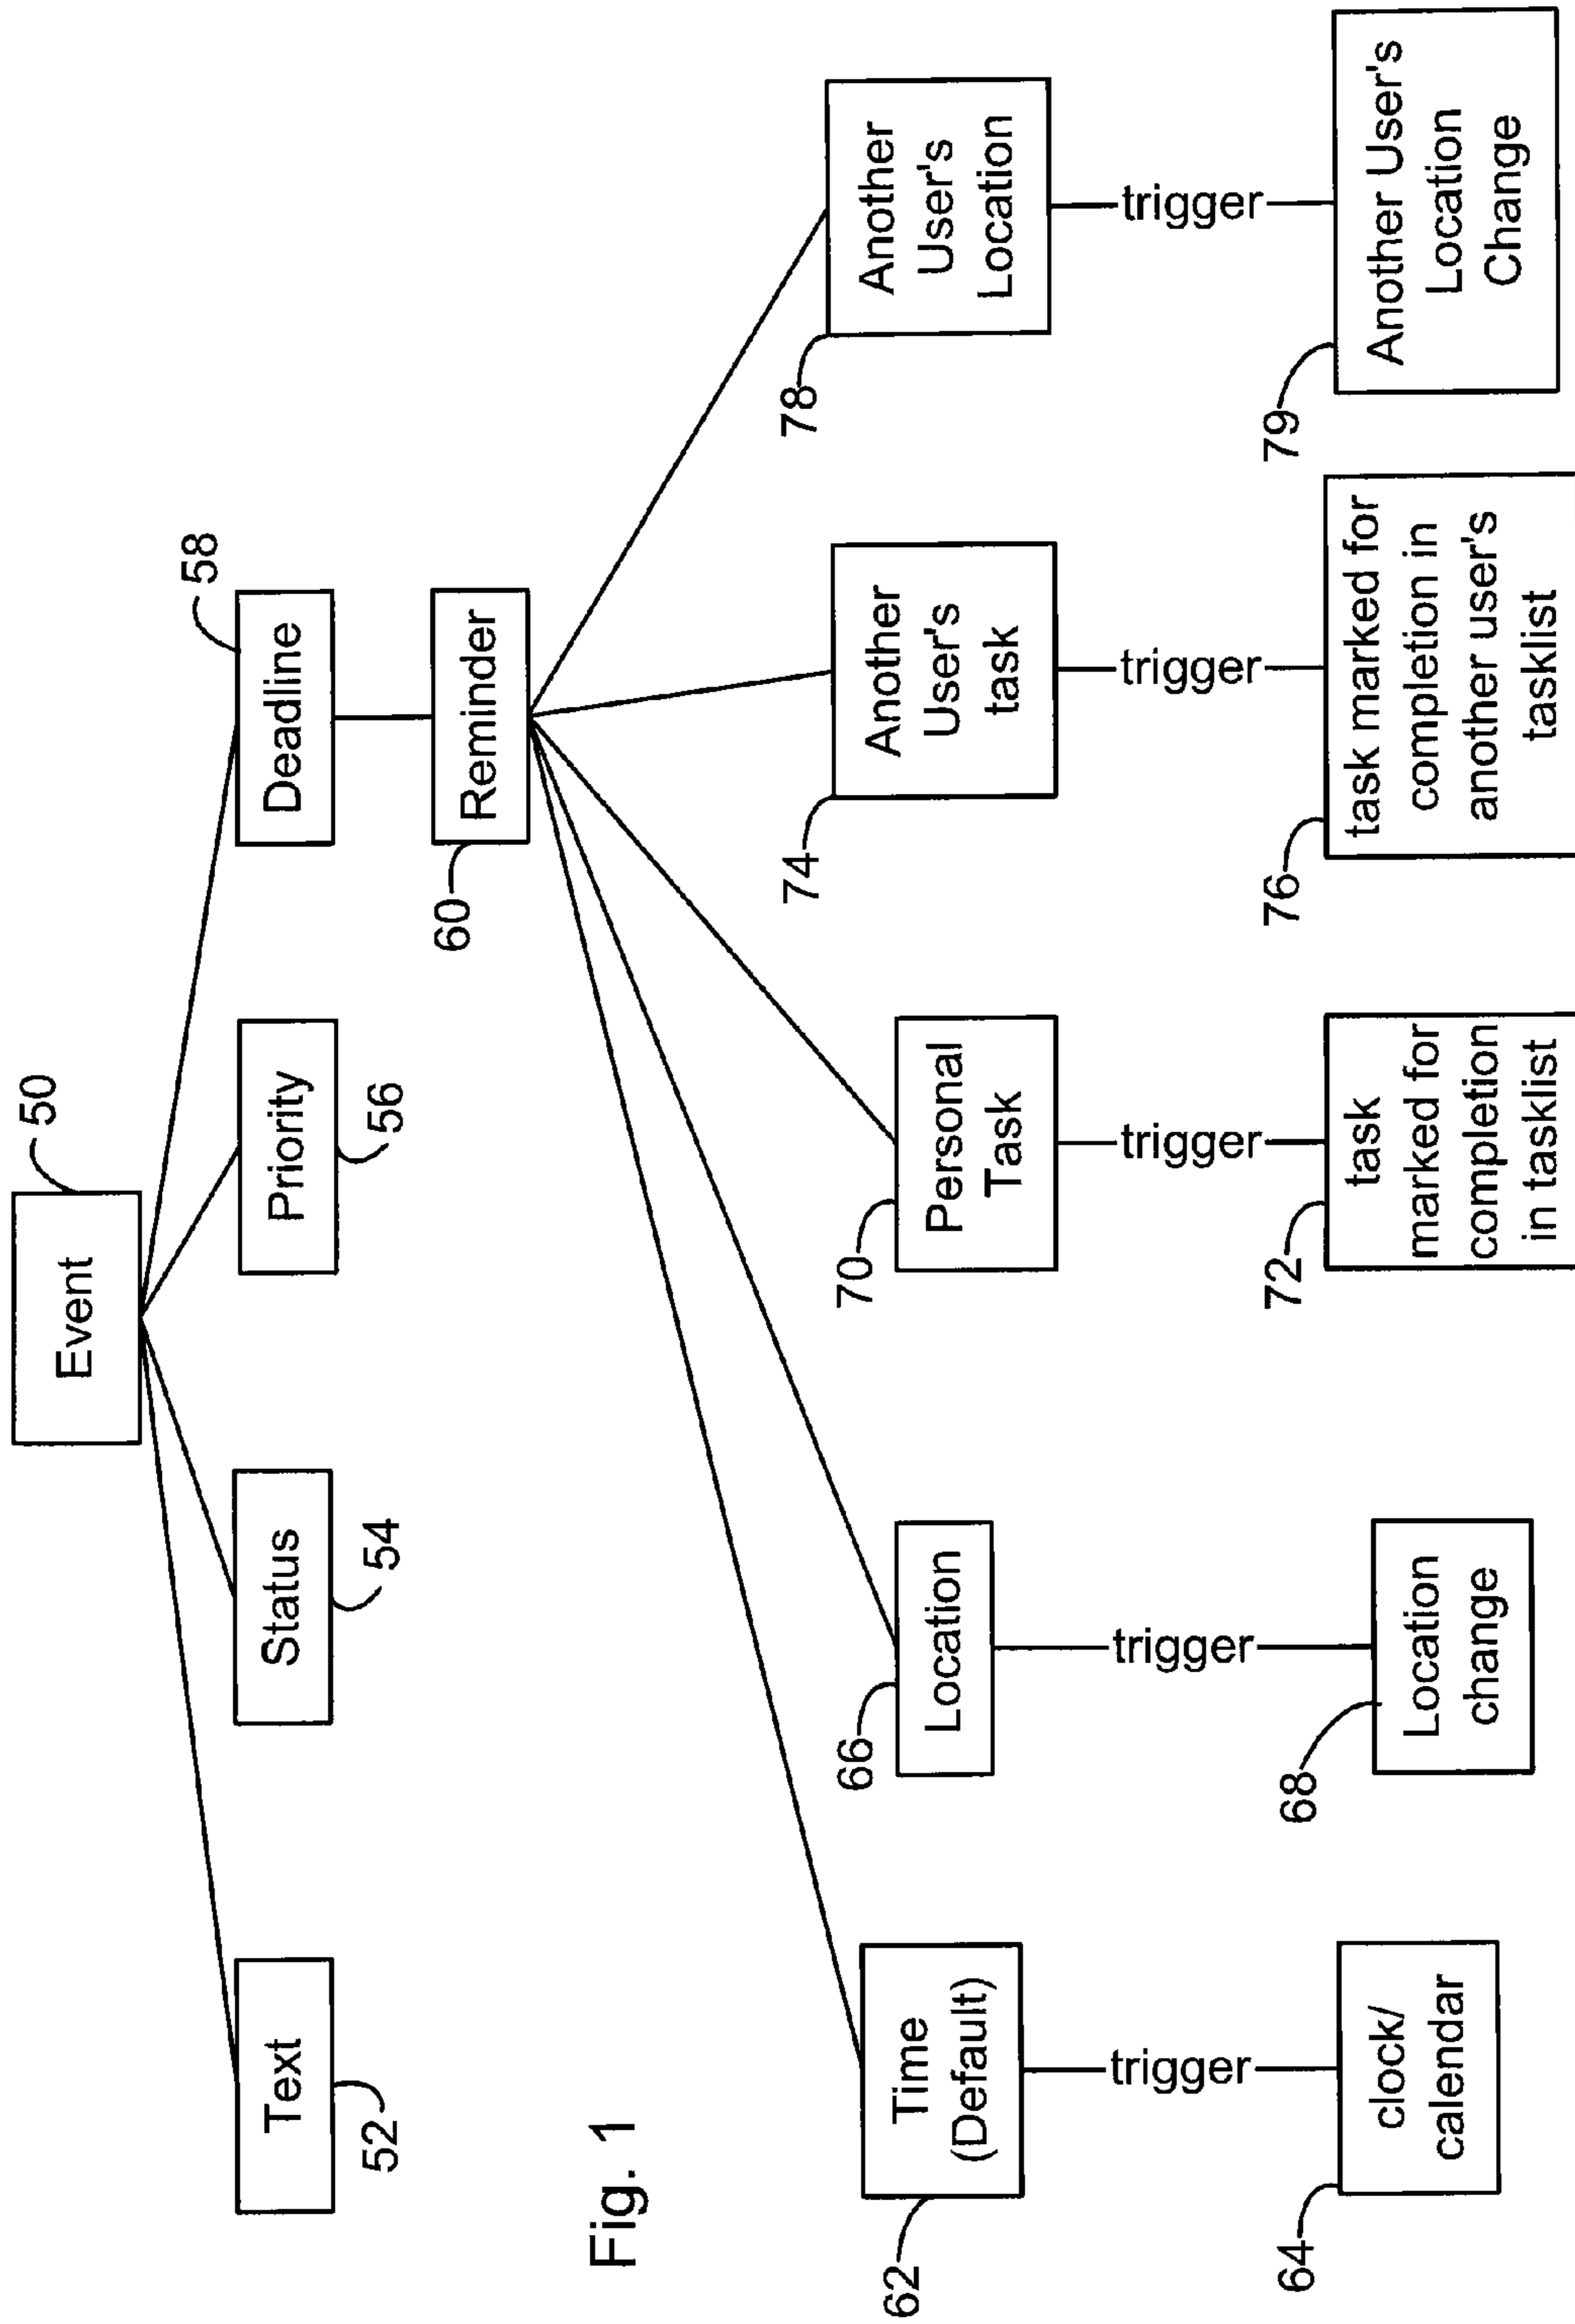 Event
50
Text
52
Status
54
Priority
56
Deadline
58
Reminder
60
Fig. 1
Time
(Default)
62
Location
66
Personal
Task
70
Another
User's
task
74
Another
User's
Location
78
trigger
trigger
trigger
trigger
trigger
clock/
calendar
64
Location
change
68
task
marked for
completion
in tasklist
72
task marked for
completion in
another user's
tasklist
76
Another User's
Location
Change
79